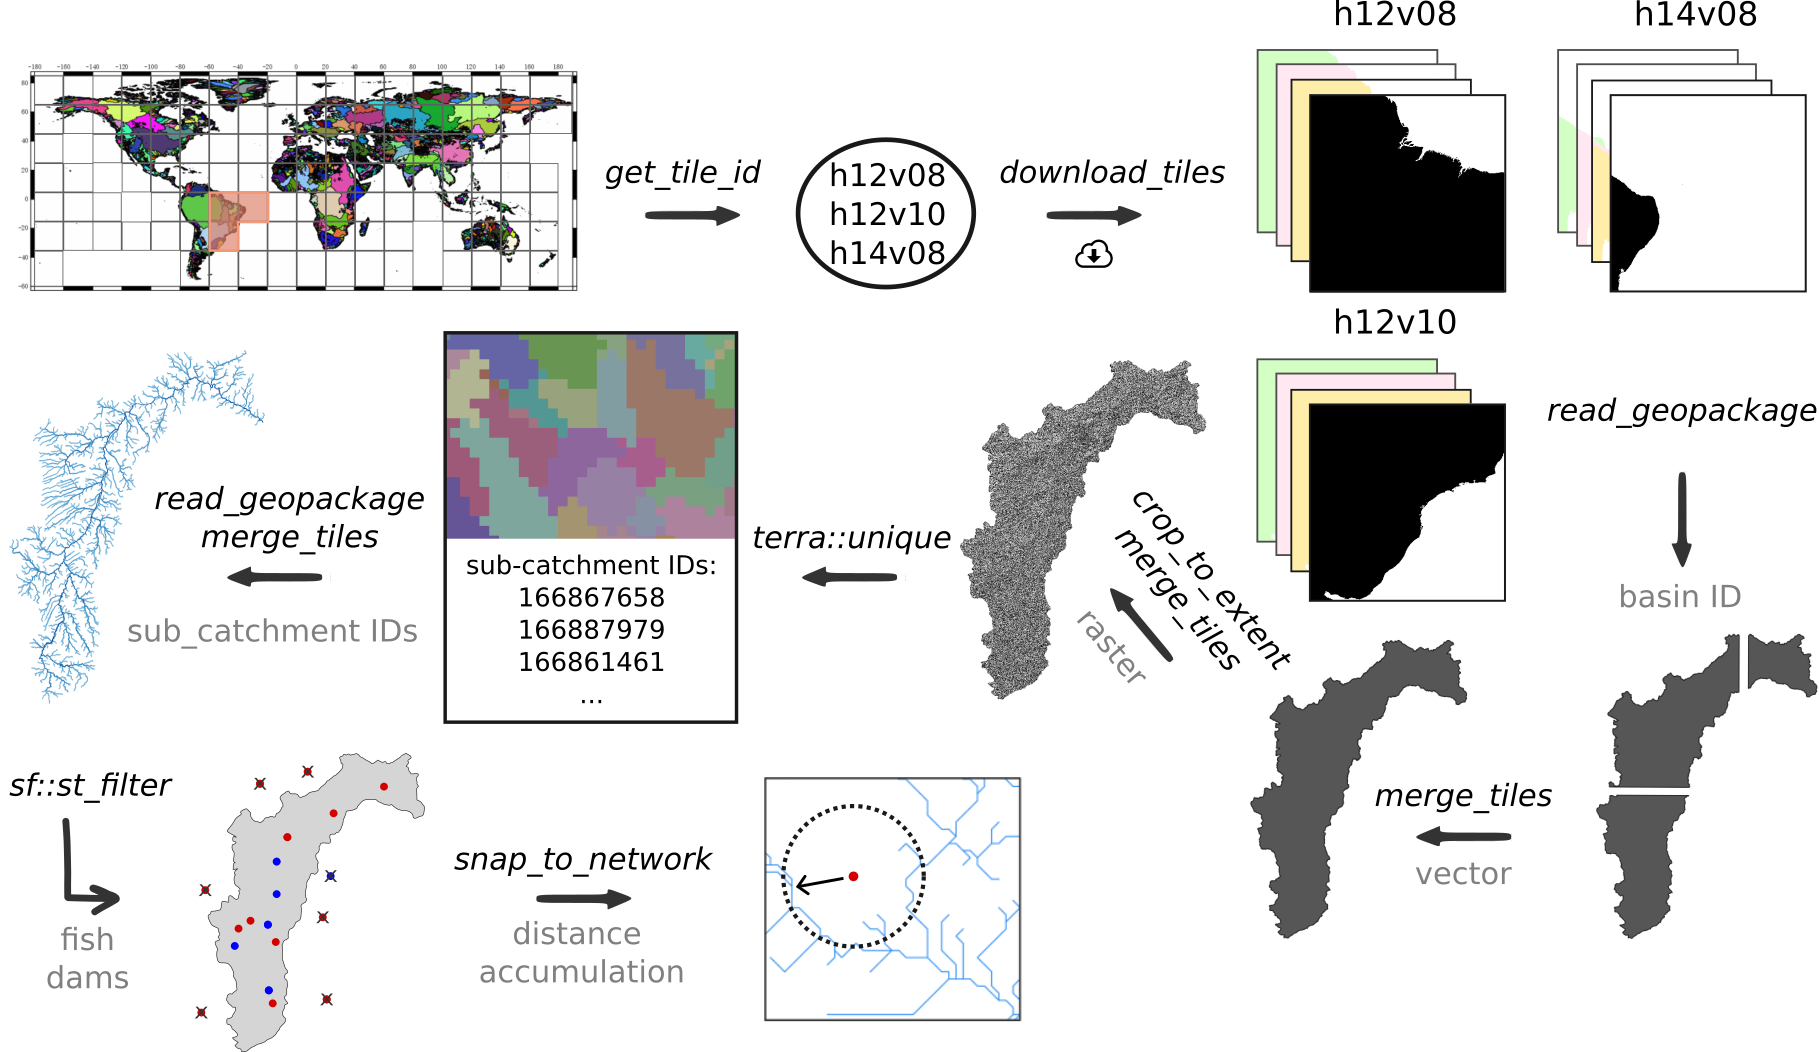 h12v08
h14v08
-180 -160 -140 -120 -100 -80 -60 -40 -20 0 20 40 60 80 100 120 140 160 180
80
60
40
20
0
-20
-40
-60
get_tile_id
h12v08
h12v10
h14v08
download_tiles
h12v10
read_geopackage
basin ID
merge_tiles
vector
crop_to_extent
merge_tiles
raster
terra::unique
sub-catchment IDs:
166867658
166887979
166861461
...
read_geopackage
merge_tiles
sub_catchment IDs
sf::st_filter
fish
dams
snap_to_network
distance
accumulation